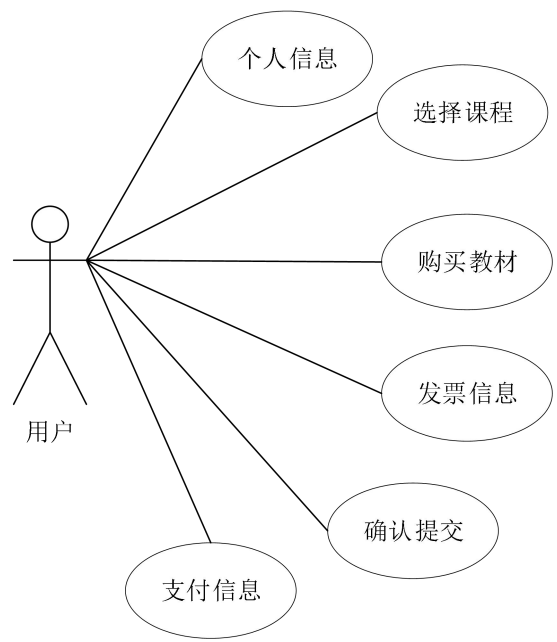 个人信息
选择课程
购买教材
发票信息
用户
确认提交
支付信息